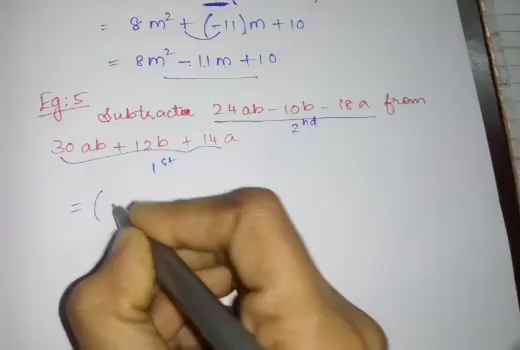 = 8m² + (-11)m + 10
= 8m² - 11m + 10
Eg:5 Subtract 24ab - 10b - 18a from
2nd
30ab + 12b + 14a
1st
= (